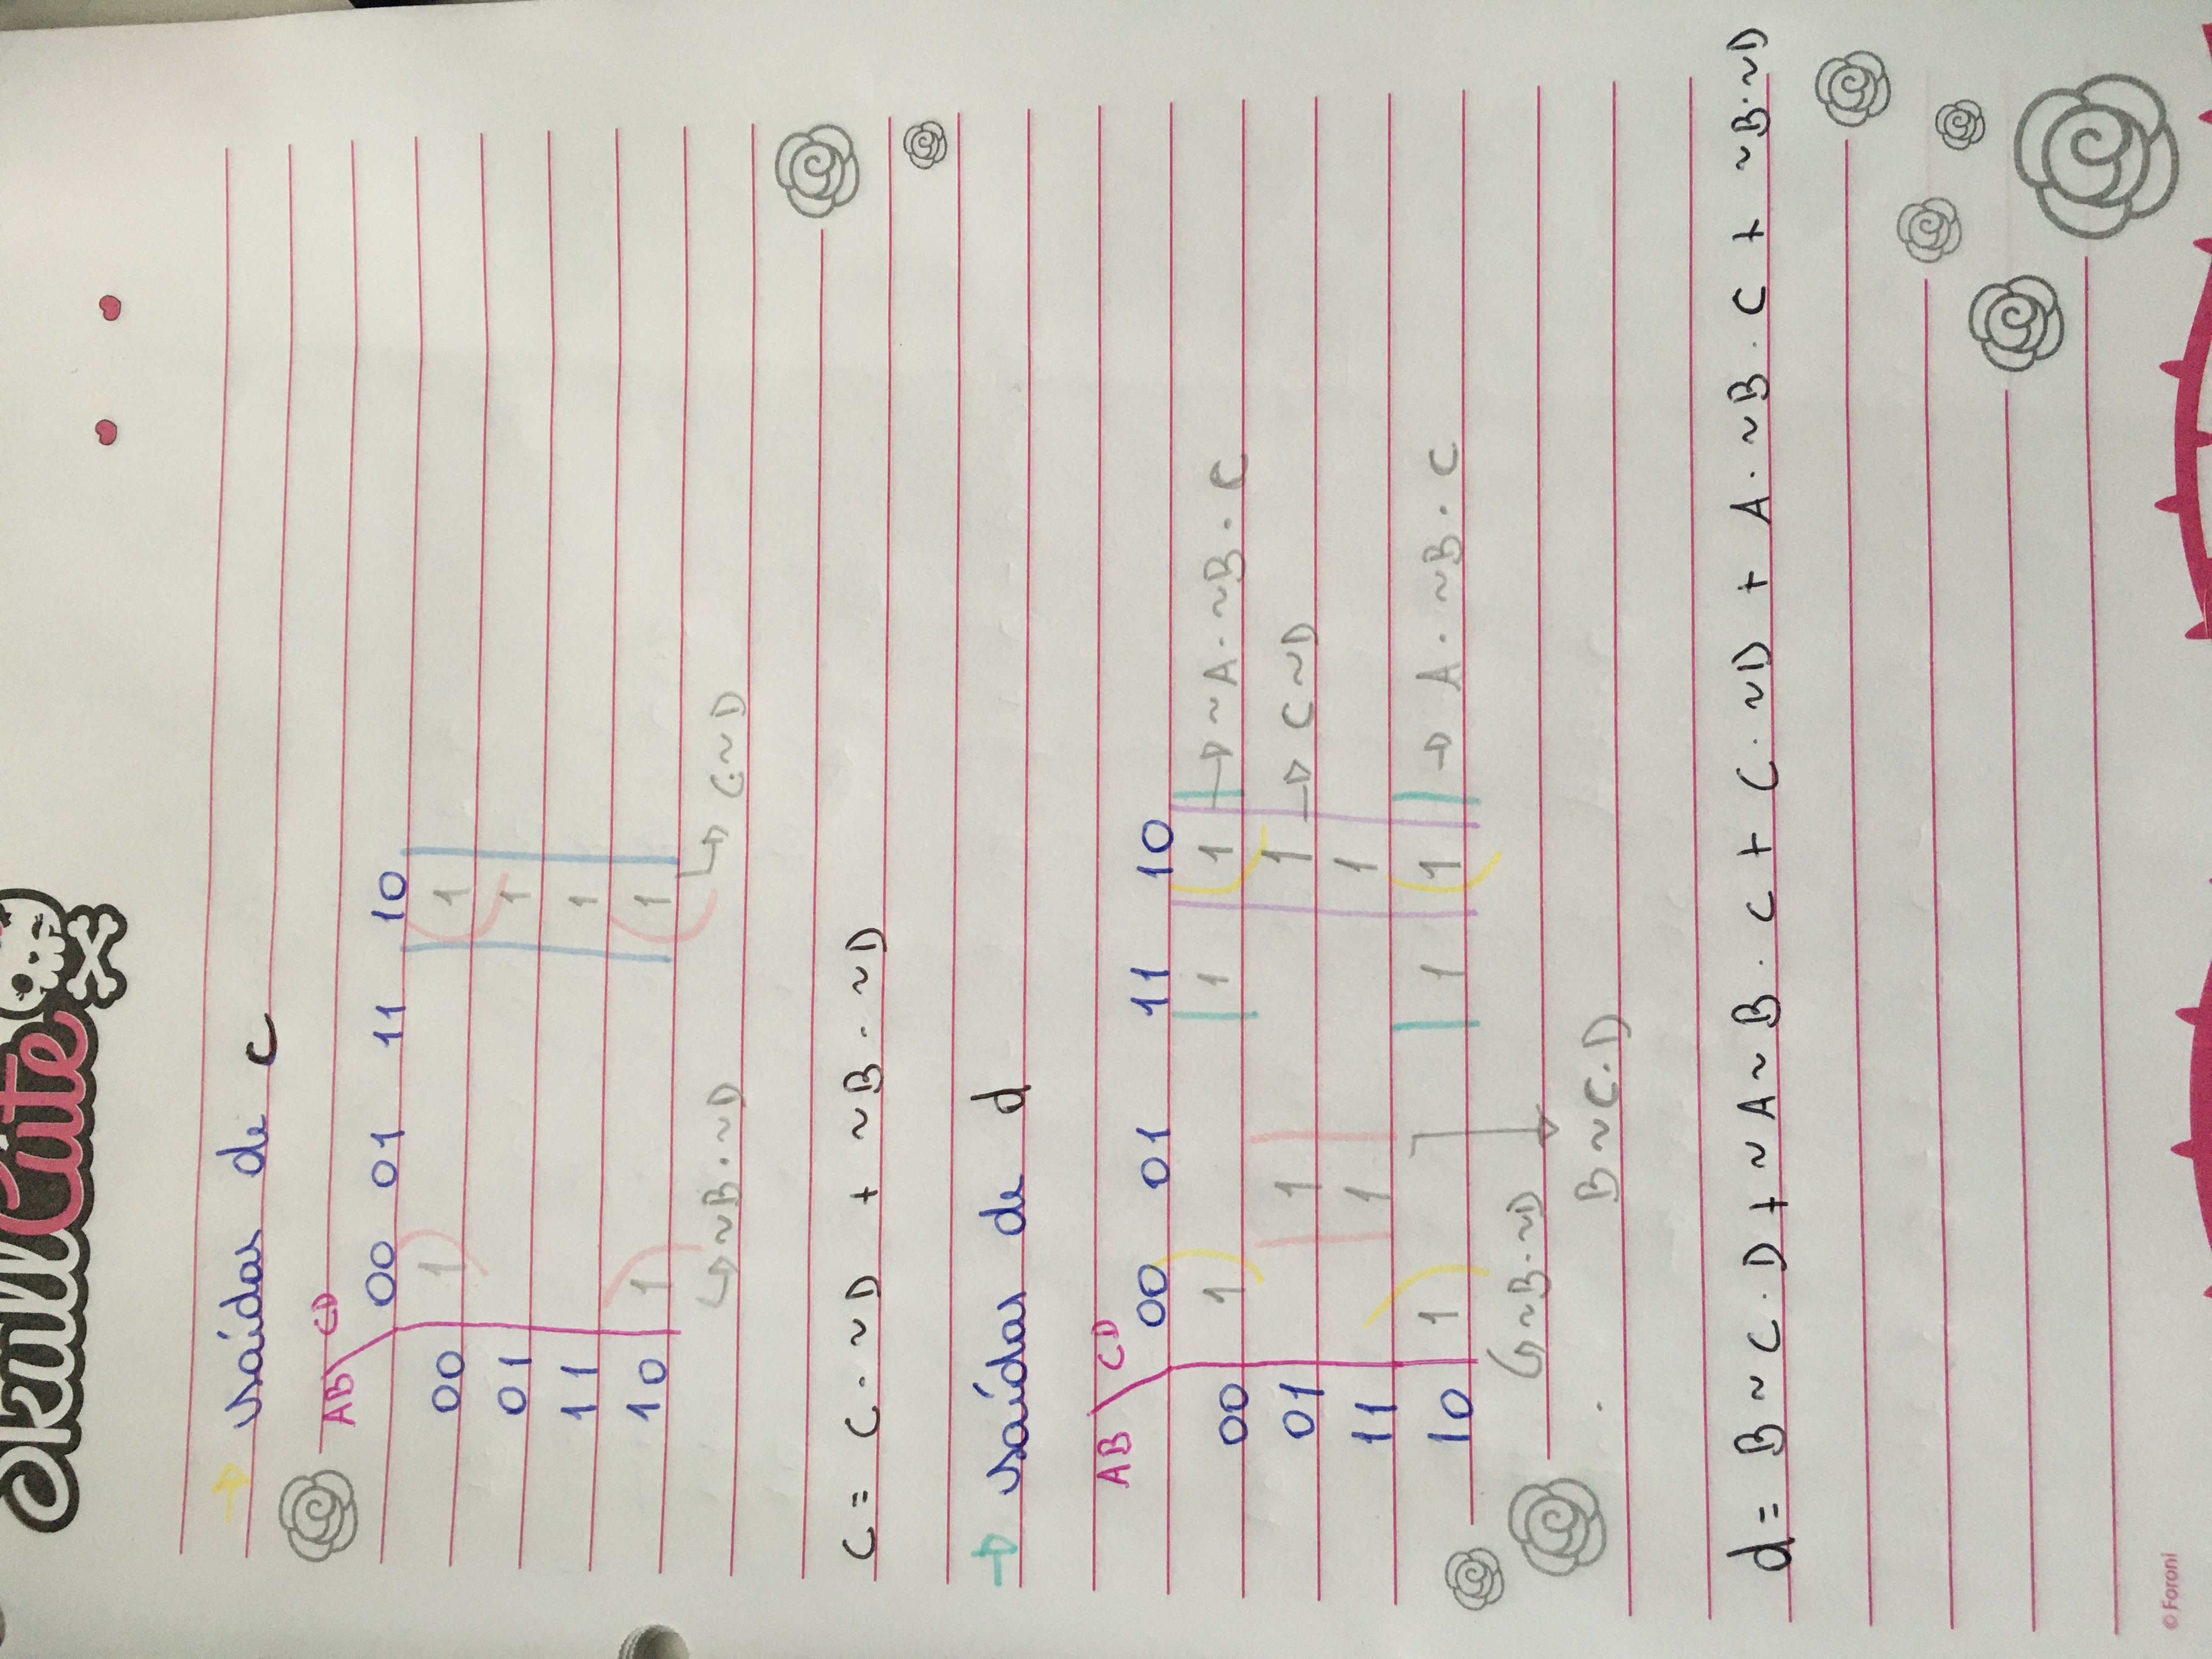 SkullCute
→ saídas de c
AB\CD
00 01 11 10
00 1 1
01 1
11 1
10 1 1
↳ ~B·~D ↳ C·~D
C = C·~D + ~B·~D
→ saídas de d
AB\CD
00 01 11 10
00 1 1 1 → ~A·~B·C
01 1 1 → C~D
11 1 1
10 1 1 1 → A·~B·C
↳ ~B·~D
B~C·D
d = B~C·D + ~A~B·C + C·~D + A·~B·C + ~B·~D
© Foroni